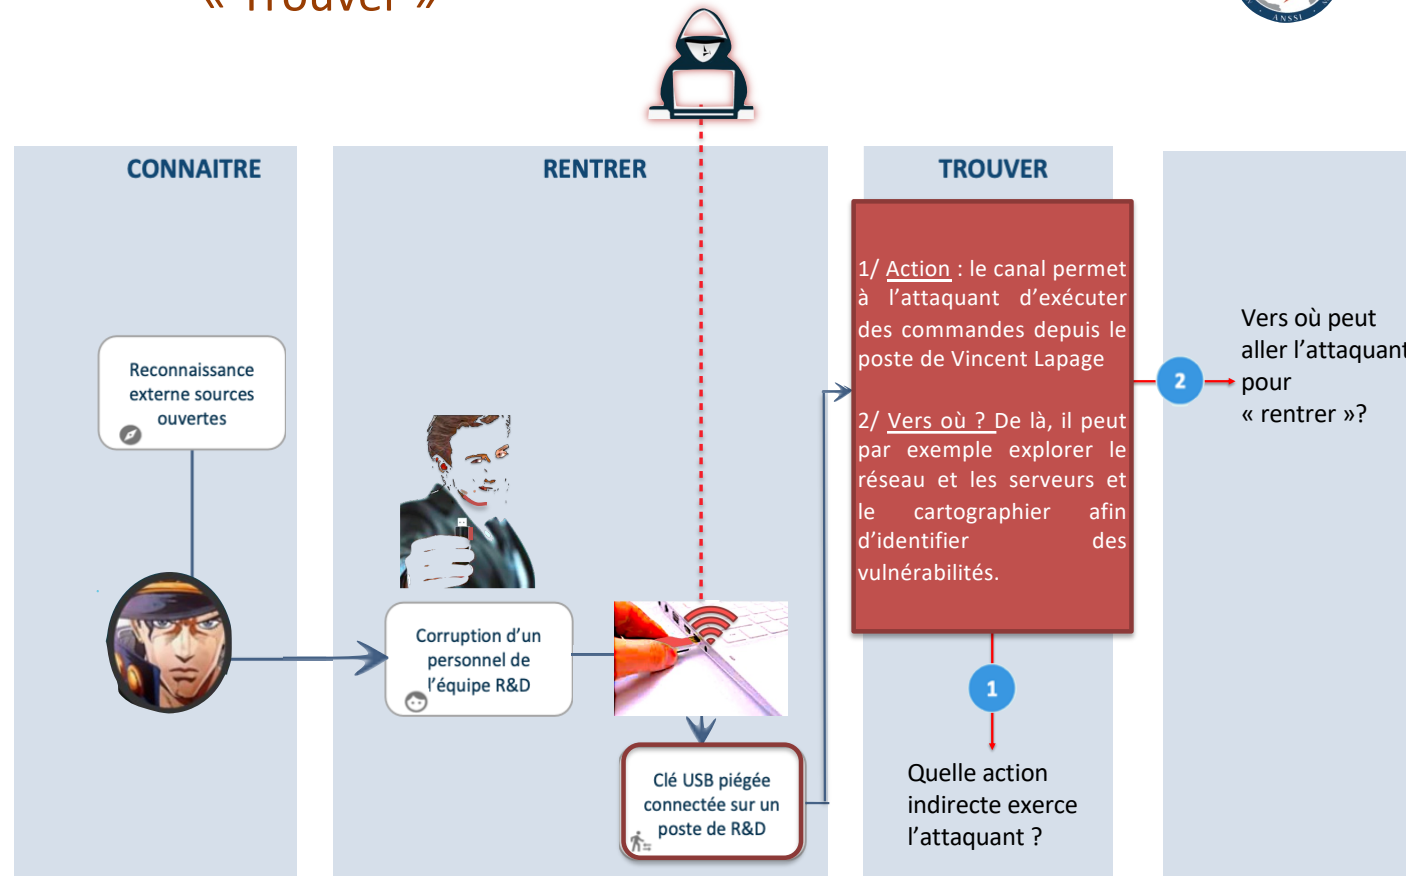 « Trouver »
ANSSI
CONNAITRE
RENTRER
TROUVER
Reconnaissance
externe sources
ouvertes
Corruption d’un
personnel de
l’équipe R&D
Clé USB piégée
connectée sur un
poste de R&D
1/ Action : le canal permet
à l’attaquant d’exécuter
des commandes depuis le
poste de Vincent Lapage
2/ Vers où ? De là, il peut
par exemple explorer le
réseau et les serveurs et
le cartographier afin
d’identifier des
vulnérabilités.
1
Quelle action
indirecte exerce
l’attaquant ?
2
Vers où peut
aller l’attaquant
pour
« rentrer »?